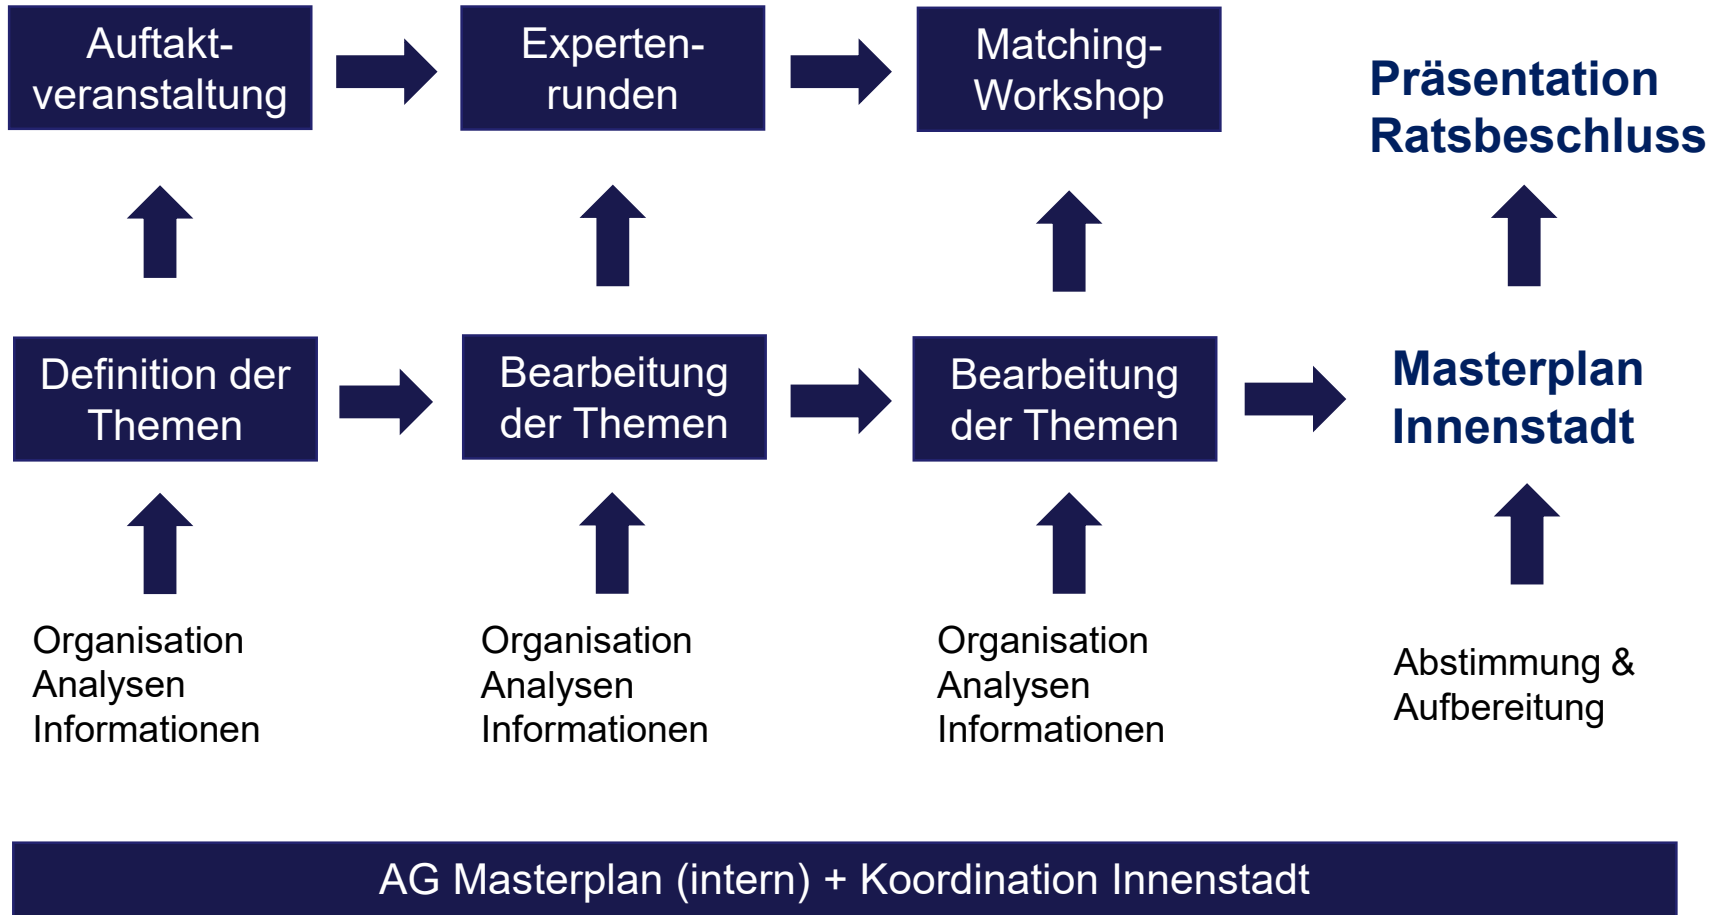 Auftakt-
veranstaltung
Experten-
runden
Matching-
Workshop
Präsentation
Ratsbeschluss
Definition der
Themen
Bearbeitung
der Themen
Bearbeitung
der Themen
Masterplan
Innenstadt
Organisation
Analysen
Informationen
Organisation
Analysen
Informationen
Organisation
Analysen
Informationen
Abstimmung &
Aufbereitung
AG Masterplan (intern) + Koordination Innenstadt